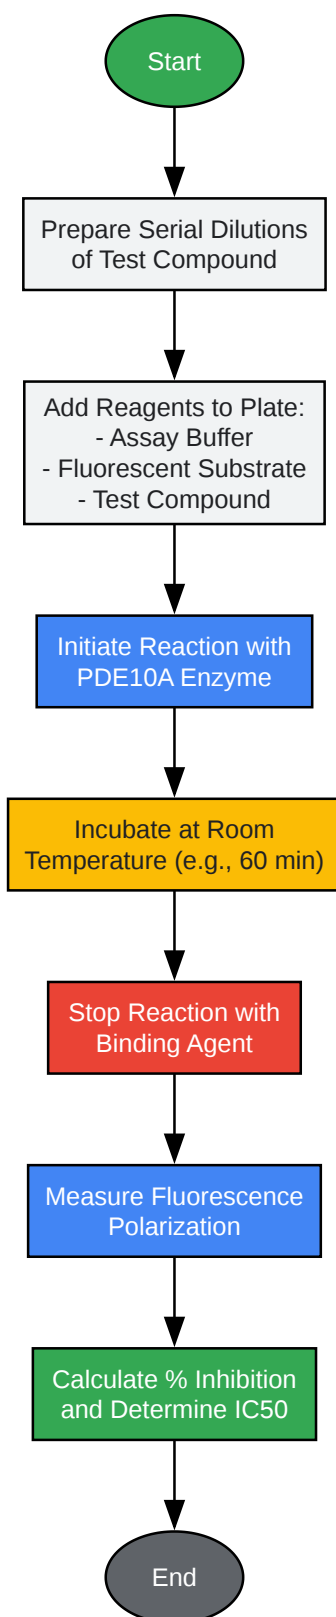 Start
Prepare Serial Dilutions
of Test Compound
Add Reagents to Plate:
- Assay Buffer
- Fluorescent Substrate
- Test Compound
Initiate Reaction with
PDE10A Enzyme
Incubate at Room
Temperature (e.g., 60 min)
Stop Reaction with
Binding Agent
Measure Fluorescence
Polarization
Calculate % Inhibition
and Determine IC50
End